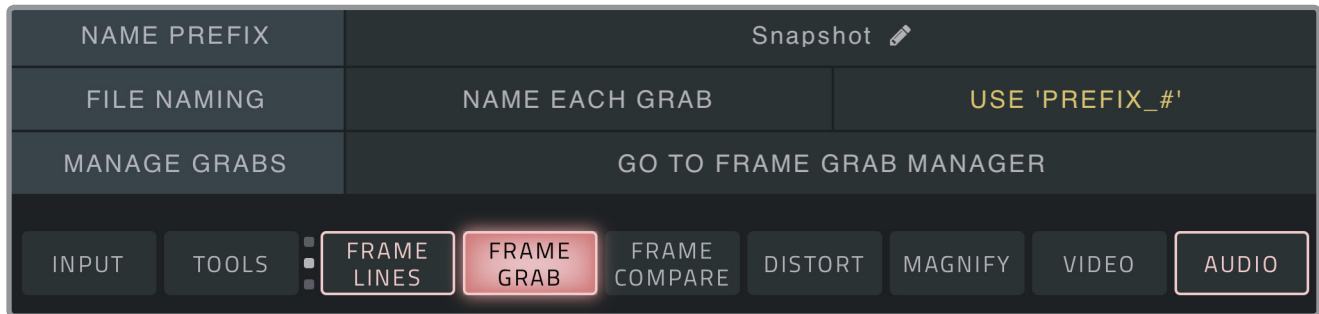 NAME PREFIX Snapshot
FILE NAMING NAME EACH GRAB USE 'PREFIX_#'
MANAGE GRABS GO TO FRAME GRAB MANAGER
INPUT
TOOLS
FRAME
LINES
FRAME
GRAB
FRAME
COMPARE
DISTORT
MAGNIFY
VIDEO
AUDIO